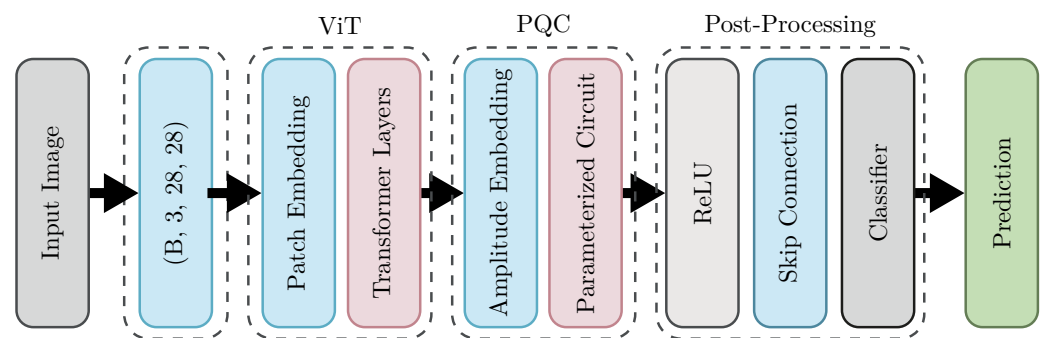 ViT
PQC
Post-Processing
Input Image
(B, 3, 28, 28)
Patch Embedding
Transformer Layers
Amplitude Embedding
Parameterized Circuit
ReLU
Skip Connection
Classifier
Prediction